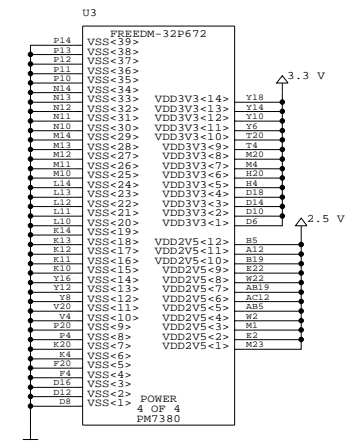 U3
FREEDM-32P672
P14 VSS<39>
P13 VSS<38>
P12 VSS<37>
P11 VSS<36>
P10 VSS<35>
3.3 V
N14 VSS<34>
N13 VSS<33> VDD3V3<14> Y18
N12 VSS<32> VDD3V3<13> Y14
N11 VSS<31> VDD3V3<12> Y10
N10 VSS<30> VDD3V3<11> Y6
M14 VSS<29> VDD3V3<10> T20
M13 VSS<28> VDD3V3<9> T4
M12 VSS<27> VDD3V3<8> M20
M11 VSS<26> VDD3V3<7> M4
M10 VSS<25> VDD3V3<6> H20
L14 VSS<24> VDD3V3<5> H4
L13 VSS<23> VDD3V3<4> D18
L12 VSS<22> VDD3V3<3> D14
L11 VSS<21> VDD3V3<2> D10
L10 VSS<20> VDD3V3<1> D6
2.5 V
K14 VSS<19>
K13 VSS<18> VDD2V5<12> B5
K12 VSS<17> VDD2V5<11> A12
K11 VSS<16> VDD2V5<10> B19
K10 VSS<15> VDD2V5<9> E22
Y16 VSS<14> VDD2V5<8> W22
Y12 VSS<13> VDD2V5<7> AB19
Y8 VSS<12> VDD2V5<6> AC12
V20 VSS<11> VDD2V5<5> AB5
V4 VSS<10> VDD2V5<4> W2
P20 VSS<9> VDD2V5<3> M1
P4 VSS<8> VDD2V5<2> E2
K20 VSS<7> VDD2V5<1> M23
K4 VSS<6>
F20 VSS<5>
F4 VSS<4>
D16 VSS<3>
D12 VSS<2>
D8 VSS<1>
POWER
4 OF 4
PM7380